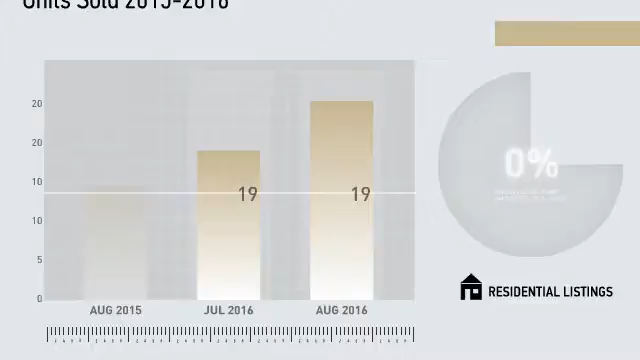 Units Sold 2015-2016
20
20
10
10
5
0
19
19
AUG 2015
JUL 2016
AUG 2016
0%
RESIDENTIAL LISTINGS